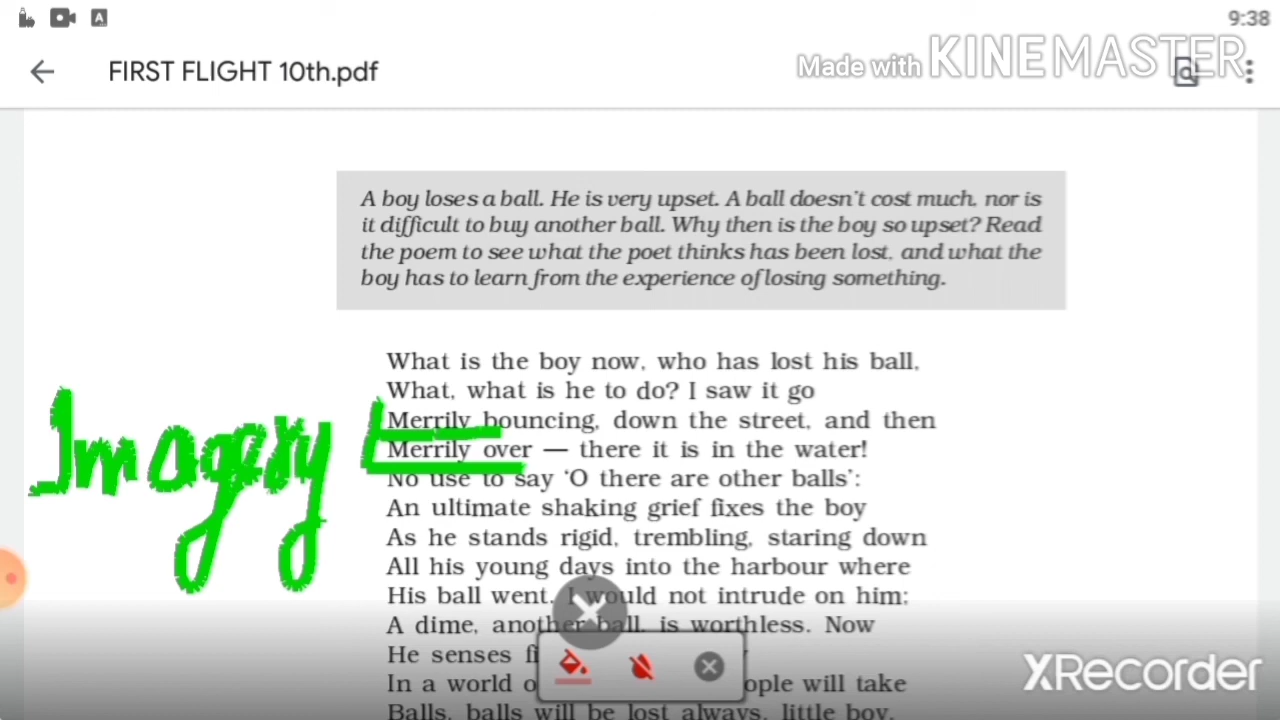 9:38
FIRST FLIGHT 10th.pdf
Made with KINEMASTER
A boy loses a ball. He is very upset. A ball doesn't cost much, nor is
it difficult to buy another ball. Why then is the boy so upset? Read
the poem to see what the poet thinks has been lost, and what the
boy has to learn from the experience of losing something.
What is the boy now, who has lost his ball,
What, what is he to do? I saw it go
Merrily bouncing, down the street, and then
Imagery
Merrily over — there it is in the water!
No use to say ‘O there are other balls’:
An ultimate shaking grief fixes the boy
As he stands rigid, trembling, staring down
All his young days into the harbour where
His ball went. I would not intrude on him;
A dime, another ball, is worthless. Now
He senses
In a world ople will take
Balls, balls will be lost always, little boy.
XRecorder